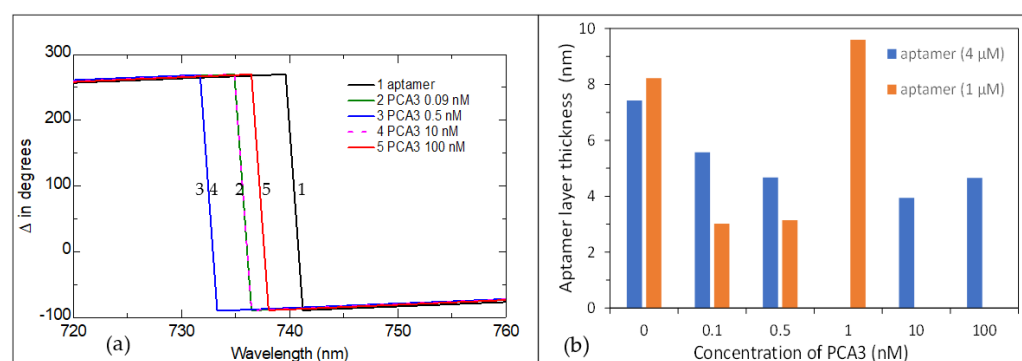 300
200
100
0
-100
Δ in degrees
1 aptamer
2 PCA3 0.09 nM
3 PCA3 0.5 nM
4 PCA3 10 nM
5 PCA3 100 nM
3 4 2 5 1
720 730 740 750 760
Wavelength (nm)
(a)
10
8
6
4
2
0
Aptamer layer thickness (nm)
aptamer (4 µM)
aptamer (1 µM)
0 0.1 0.5 1 10 100
Concentration of PCA3 (nM)
(b)